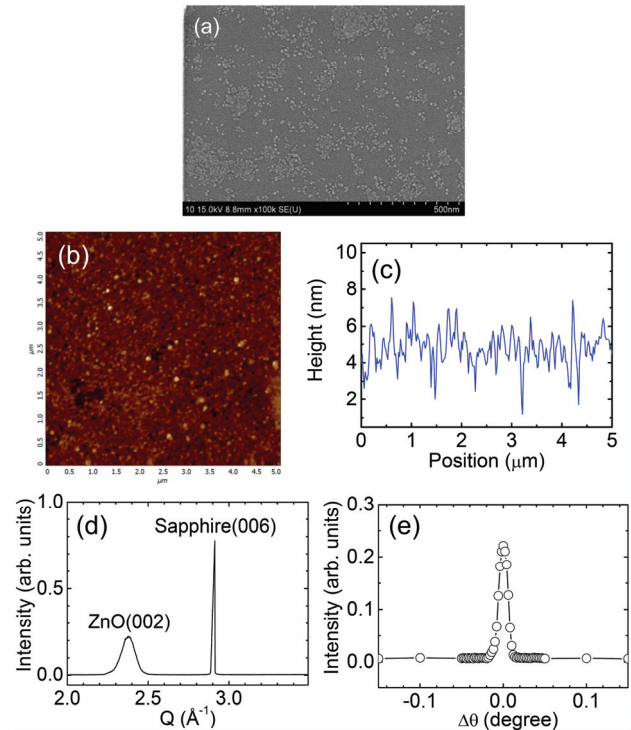 (a)
10 15.0kV 8.8mm x100k SE(U) 500nm
(b)
5.0
4.5
4.0
3.5
3.0
2.5
2.0
1.5
1.0
0.5
0
µm
0 0.5 1.0 1.5 2.0 2.5 3.0 3.5 4.0 4.5 5.0
µm
(c)
Height (nm)
10
8
6
4
2
0 1 2 3 4 5
Position (µm)
(d)
Intensity (arb. units)
1.0
0.5
0.0
Sapphire(006)
ZnO(002)
2.0 2.5 3.0
Q (Å⁻¹)
(e)
Intensity (arb. units)
0.3
0.2
0.1
0.0
-0.1 0.0 0.1
Δθ (degree)